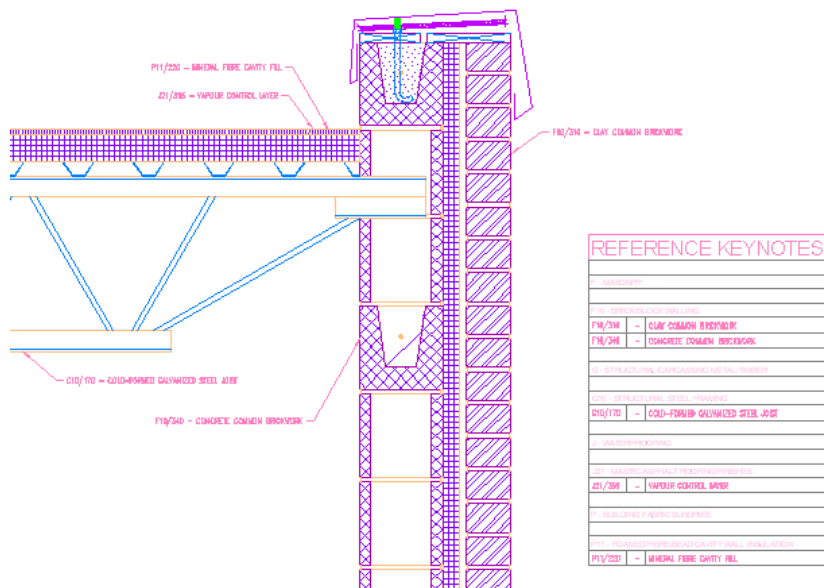 P11/220 - MINERAL FIBRE CAVITY FILL
J21/386 - VAPOUR CONTROL LAYER
F10/310 - CLAY COMMON BRICKWORK
G10/170 - COLD-FORMED GALVANIZED STEEL JOIST
F10/340 - CONCRETE COMMON BRICKWORK
REFERENCE KEYNOTES
F - MASONRY
F10 - BRICK/BLOCK WALLING
F10/310 - CLAY COMMON BRICKWORK
F10/340 - CONCRETE COMMON BRICKWORK
G - STRUCTURAL/CARCASSING METAL/TIMBER
G10 - STRUCTURAL STEEL FRAMING
G10/170 - COLD-FORMED GALVANIZED STEEL JOIST
J - WATERPROOFING
J21 - MASTIC ASPHALT ROOFING/FINISHES
- VAPOUR CONTROL LAYER
P - BUILDING FABRIC SUNDRIES
P11 - FOAMED/FIBRE/BEAD CAVITY WALL INSULATION
P11/220 - MINERAL FIBRE CAVITY FILL